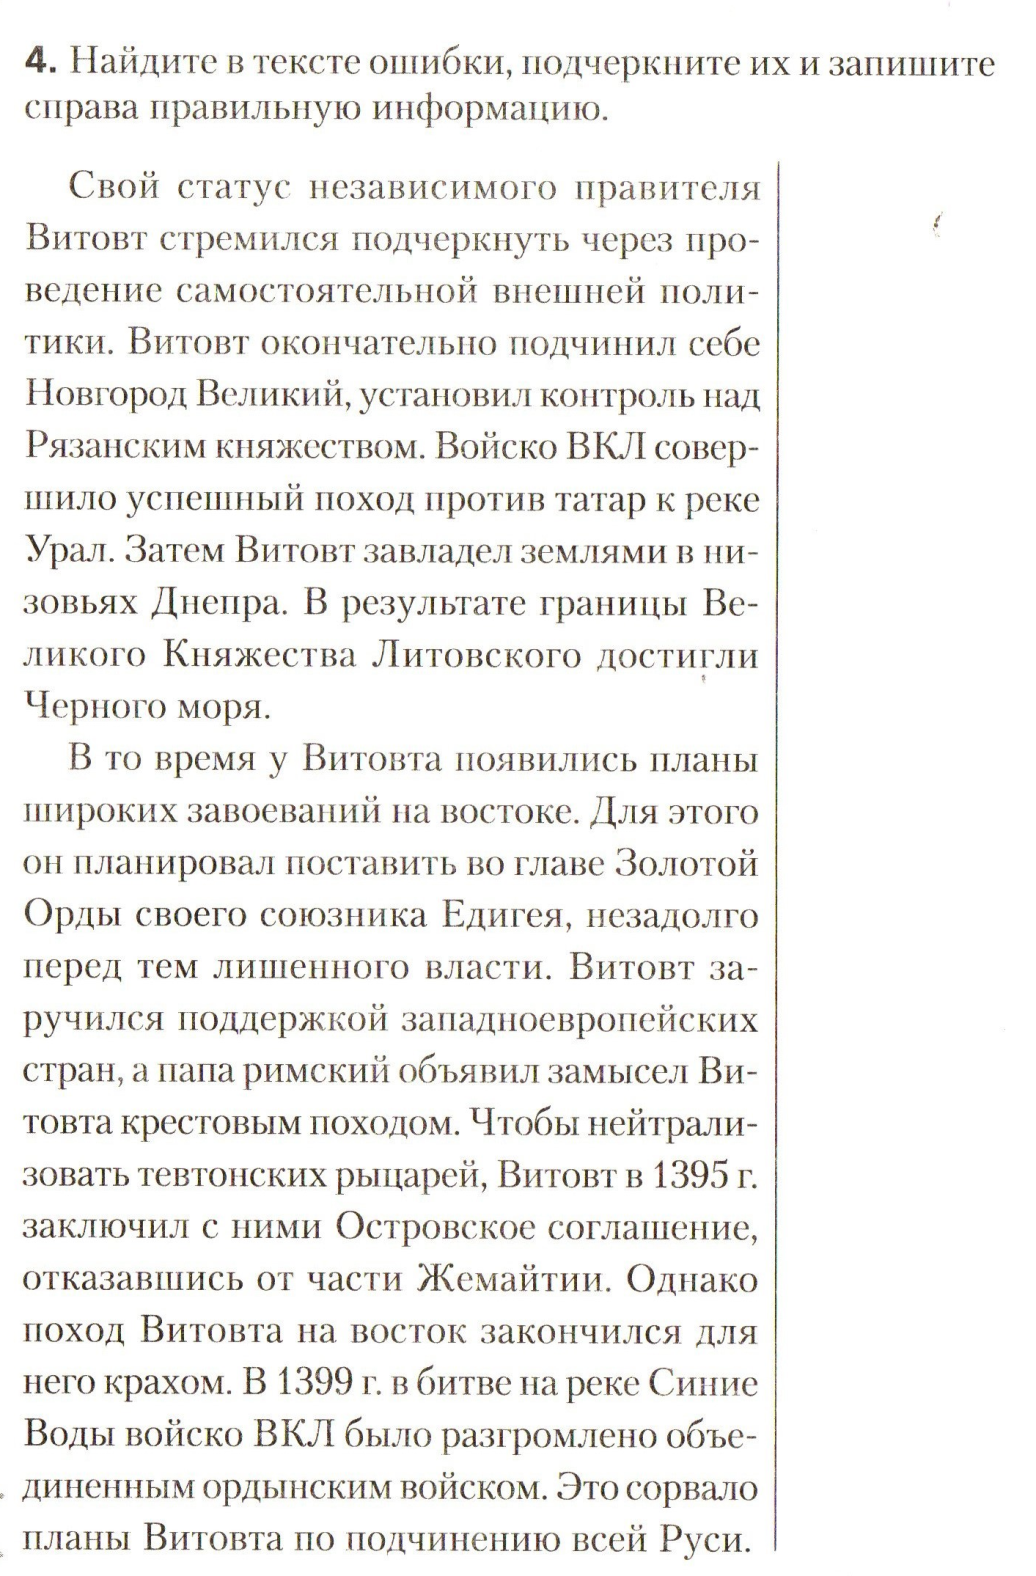 4. Найдите в тексте ошибки, подчеркните их и запишите
справа правильную информацию.
Свой статус независимого правителя
Витовт стремился подчеркнуть через про-
ведение самостоятельной внешней поли-
тики. Витовт окончательно подчинил себе
Новгород Великий, установил контроль над
Рязанским княжеством. Войско ВКЛ совер-
шило успешный поход против татар к реке
Урал. Затем Витовт завладел землями в ни-
зовьях Днепра. В результате границы Ве-
ликого Княжества Литовского достигли
Черного моря.
В то время у Витовта появились планы
широких завоеваний на востоке. Для этого
он планировал поставить во главе Золотой
Орды своего союзника Едигея, незадолго
перед тем лишенного власти. Витовт за-
ручился поддержкой западноевропейских
стран, а папа римский объявил замысел Ви-
товта крестовым походом. Чтобы нейтрали-
зовать тевтонских рыцарей, Витовт в 1395 г.
заключил с ними Островское соглашение,
отказавшись от части Жемайтии. Однако
поход Витовта на восток закончился для
него крахом. В 1399 г. в битве на реке Синие
Воды войско ВКЛ было разгромлено объе-
диненным ордынским войском. Это сорвало
планы Витовта по подчинению всей Руси.